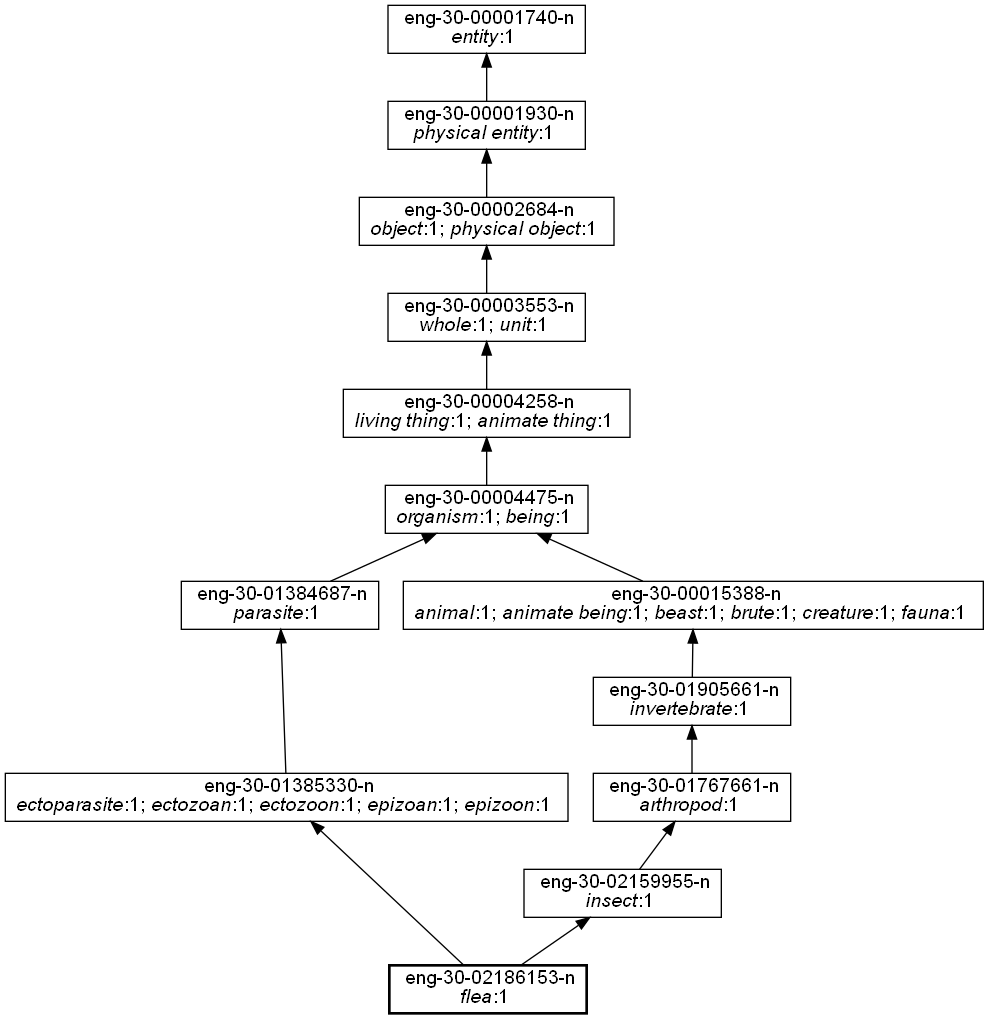 eng-30-00001740-n
entity:1
eng-30-00001930-n
physical entity:1
eng-30-00002684-n
object:1; physical object:1
eng-30-00003553-n
whole:1; unit:1
eng-30-00004258-n
living thing:1; animate thing:1
eng-30-00004475-n
organism:1; being:1
eng-30-01384687-n
parasite:1
eng-30-00015388-n
animal:1; animate being:1; beast:1; brute:1; creature:1; fauna:1
eng-30-01905661-n
invertebrate:1
eng-30-01385330-n
ectoparasite:1; ectozoan:1; ectozoon:1; epizoan:1; epizoon:1
eng-30-01767661-n
arthropod:1
eng-30-02159955-n
insect:1
eng-30-02186153-n
flea:1